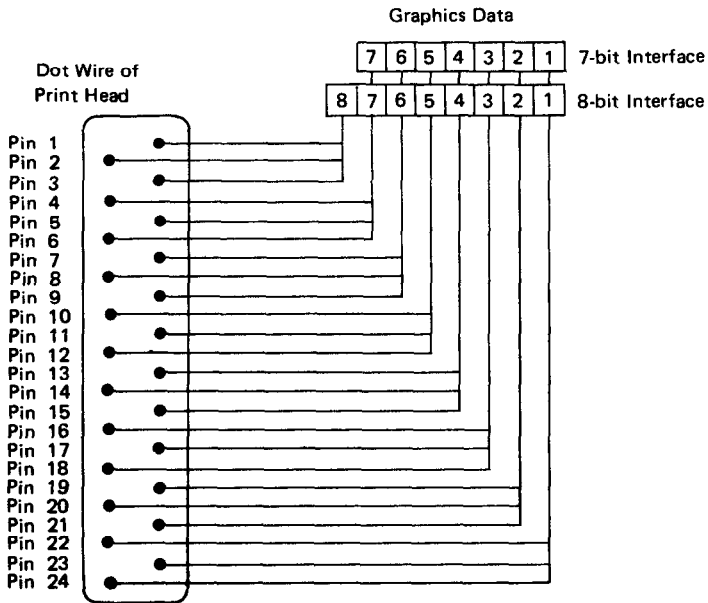 Graphics Data
7 6 5 4 3 2 1 7-bit Interface
Dot Wire of
Print Head
8 7 6 5 4 3 2 1 8-bit Interface
Pin 1
Pin 2
Pin 3
Pin 4
Pin 5
Pin 6
Pin 7
Pin 8
Pin 9
Pin 10
Pin 11
Pin 12
Pin 13
Pin 14
Pin 15
Pin 16
Pin 17
Pin 18
Pin 19
Pin 20
Pin 21
Pin 22
Pin 23
Pin 24